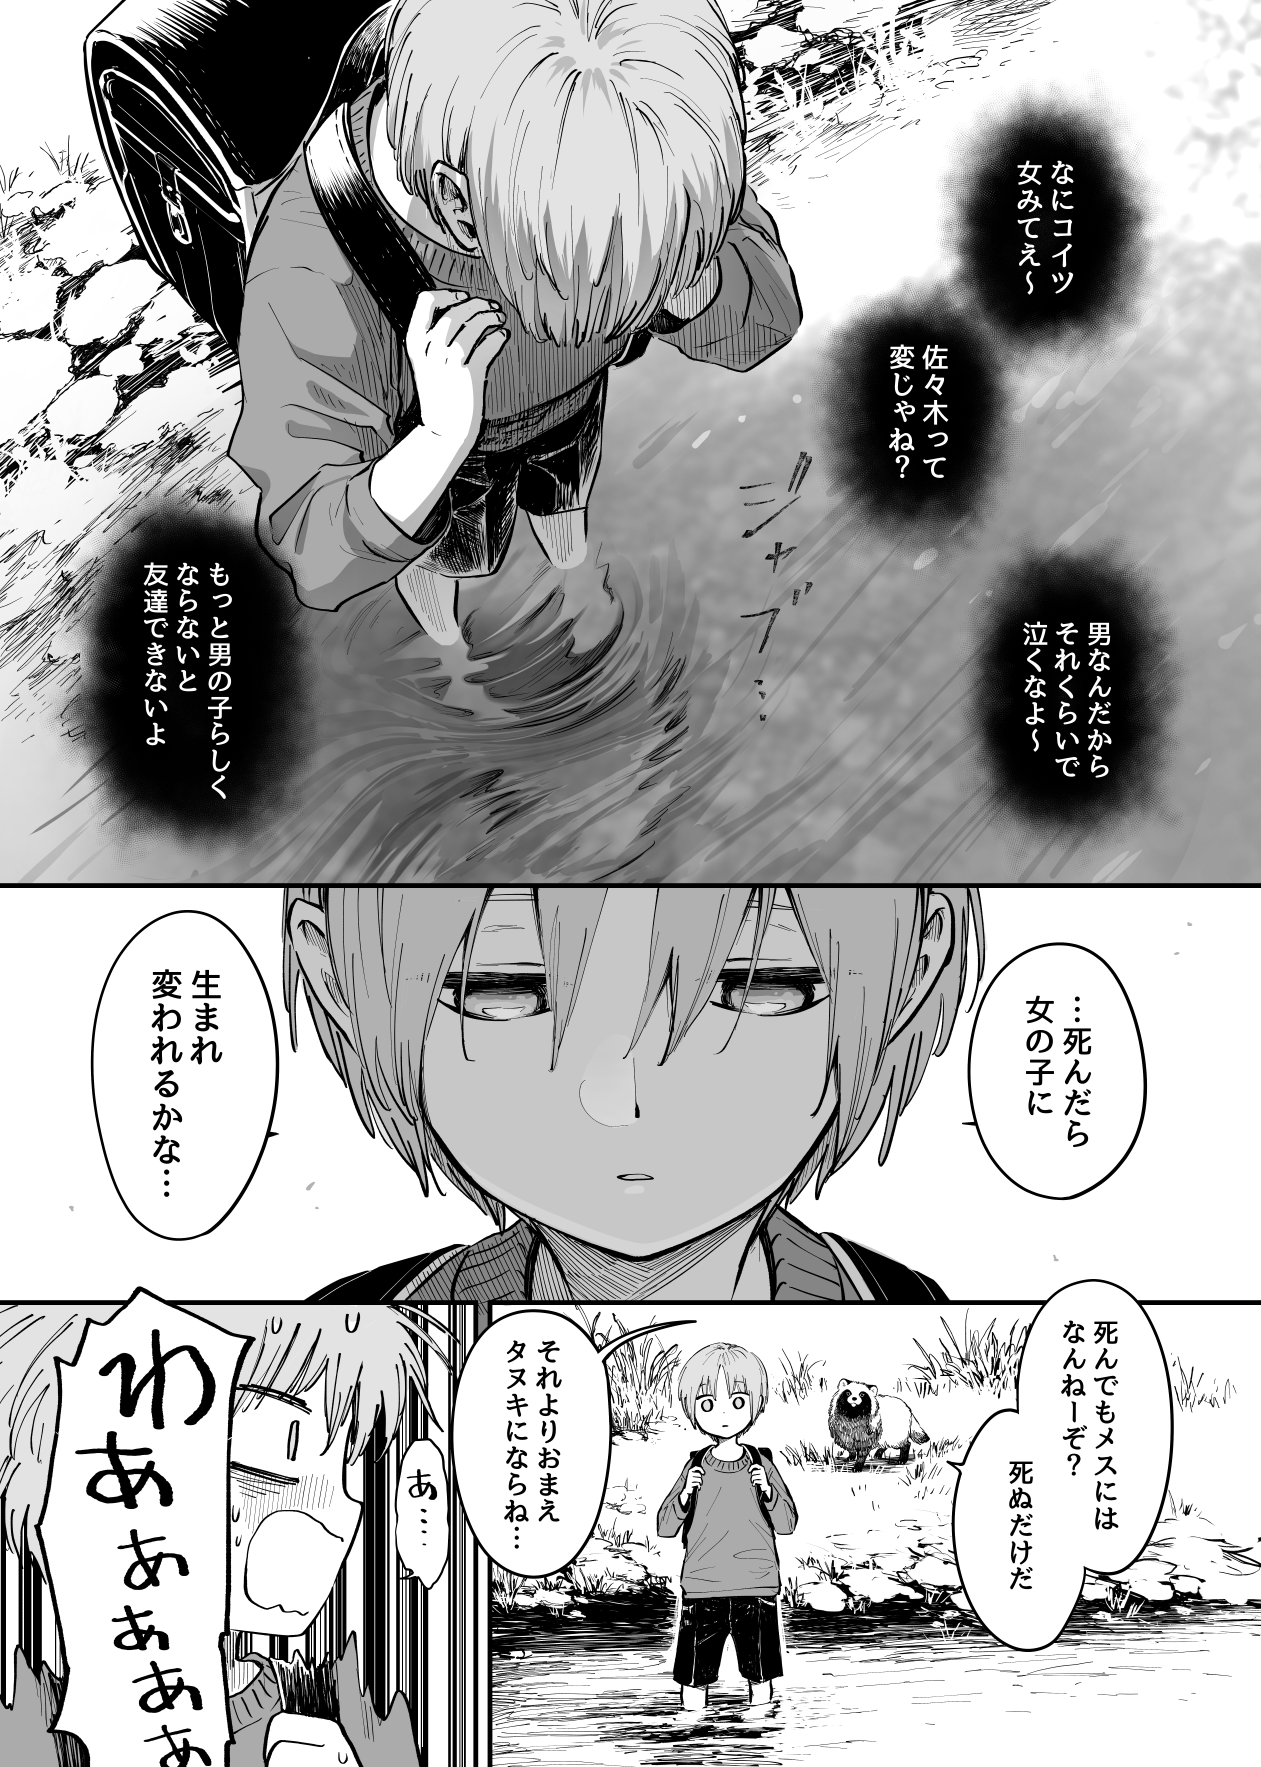 なにコイツ
女みてえ～
佐々木って
変じゃね？
ジャブ…
男なんだから
それくらいで
泣くなよ～
もっと男の子らしく
ならないと
友達できないよ
…死んだら
女の子に
生まれ
変われるかな…
死んでもメスには
なんねーぞ？
死ぬだけだ
それよりおまえ
タヌキにならね…
あ‥‥
わあぁぁぁぁ